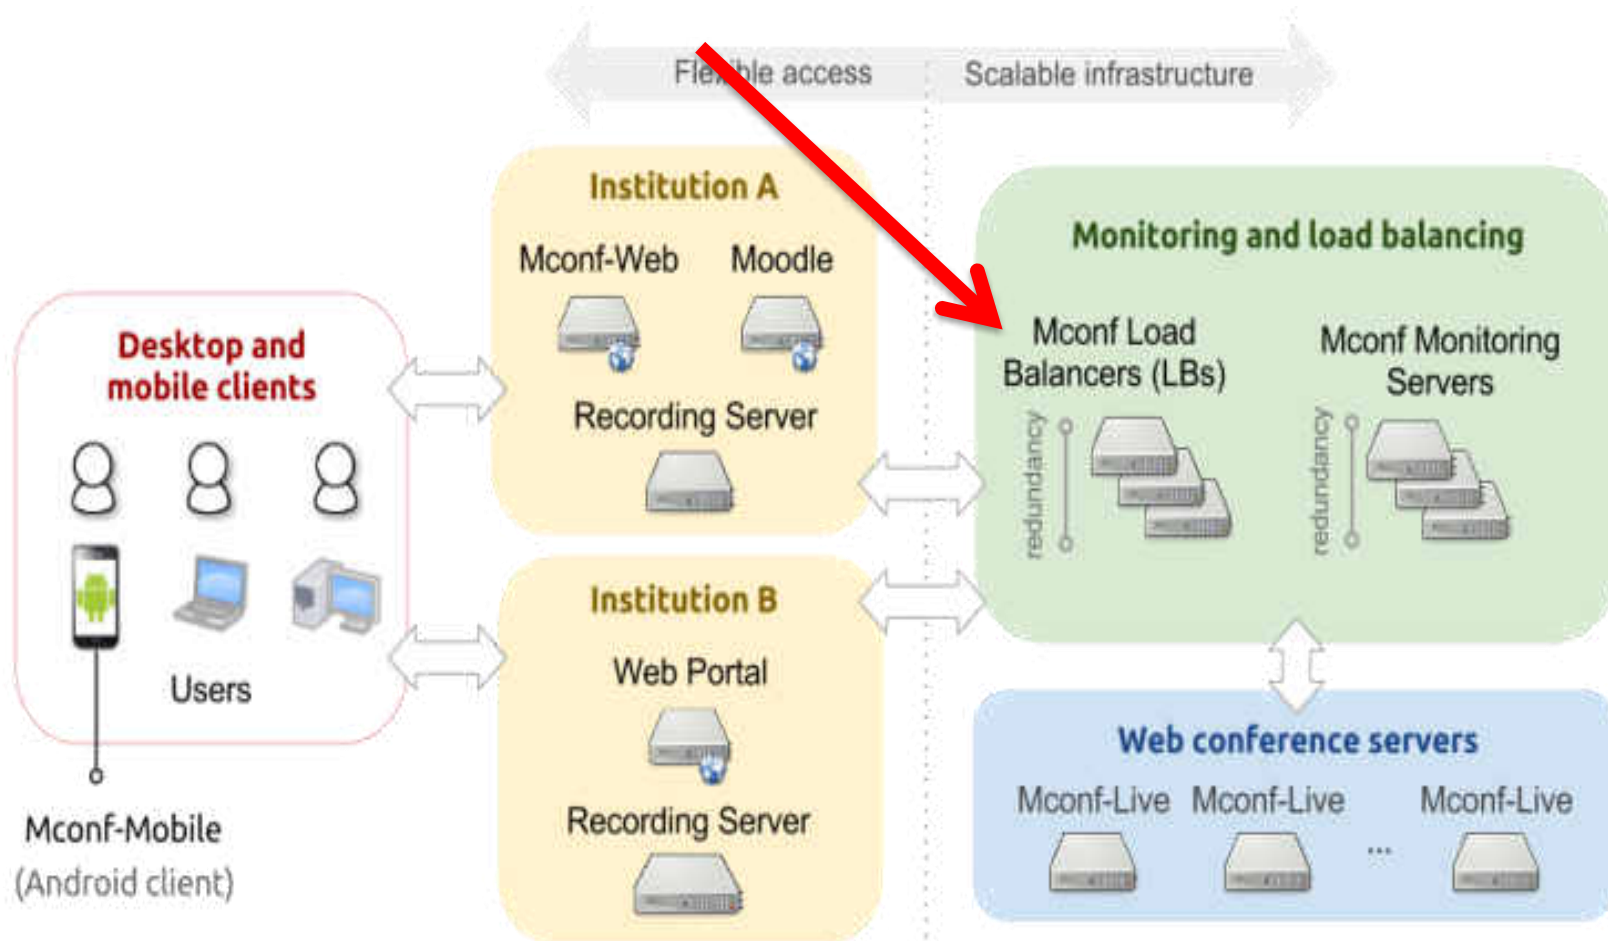 Flexible access
Scalable infrastructure
Institution A
Mconf-Web
Moodle
Recording Server
Desktop and
mobile clients
Users
Mconf-Mobile
(Android client)
Institution B
Web Portal
Recording Server
Monitoring and load balancing
Mconf Load
Balancers (LBs)
redundancy
Mconf Monitoring
Servers
redundancy
Web conference servers
Mconf-Live
Mconf-Live
...
Mconf-Live